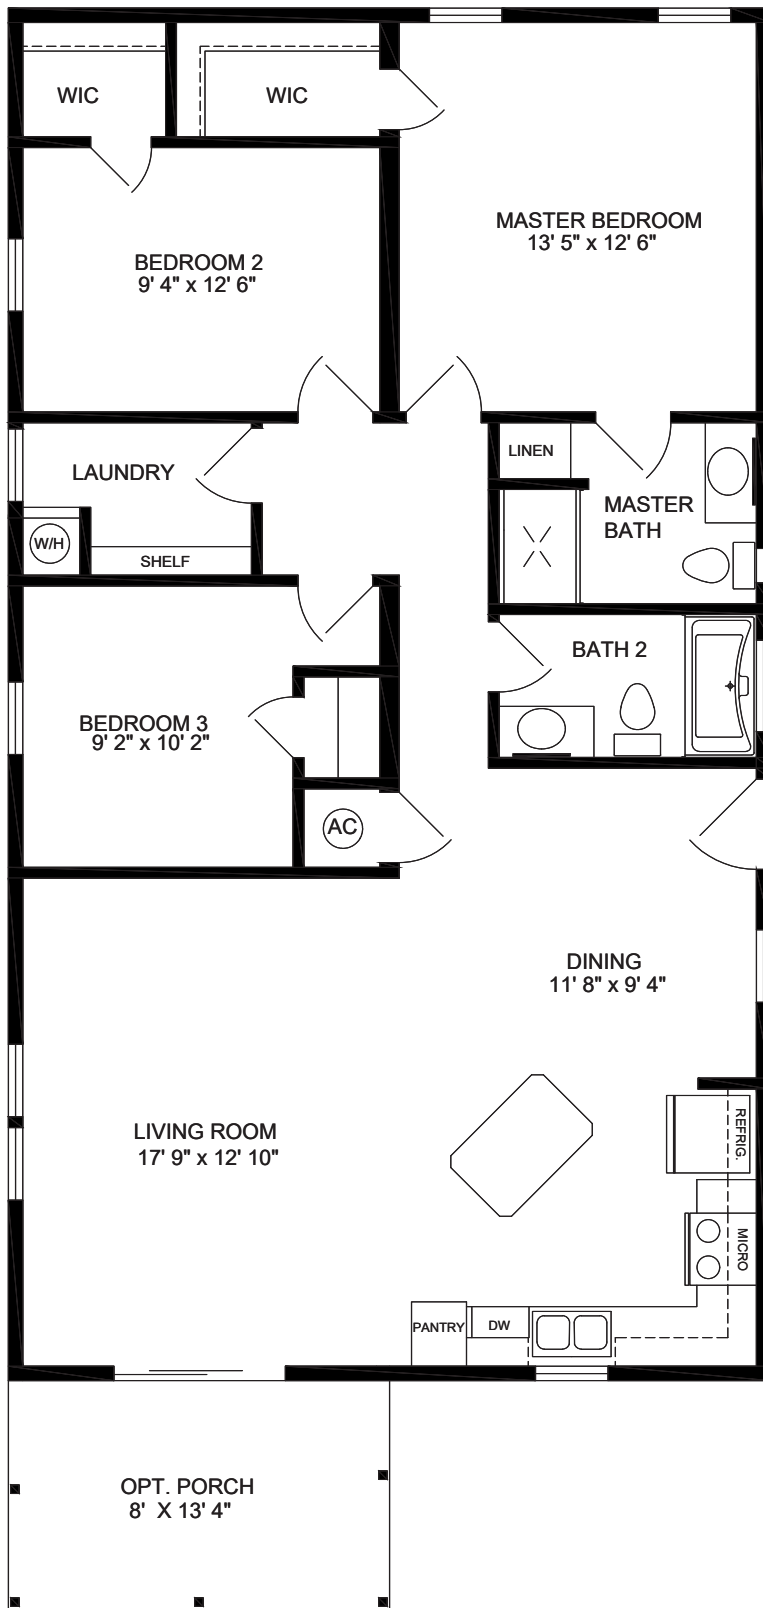 WIC
WIC
MASTER BEDROOM
13' 5" x 12' 6"
BEDROOM 2
9' 4" x 12' 6"
LINEN
LAUNDRY
MASTER
BATH
W/H
SHELF
BATH 2
BEDROOM 3
9' 2" x 10' 2"
AC
DINING
11' 8" x 9' 4"
REFRIG.
LIVING ROOM
17' 9" x 12' 10"
MICRO
PANTRY
DW
OPT. PORCH
8' X 13' 4"